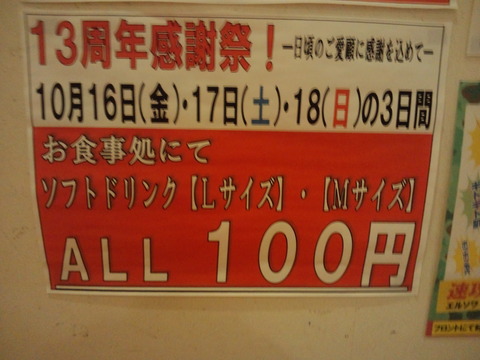 13周年感謝祭！ ―日頃のご愛顧に感謝を込めて―
10月16日(金)・17日(土)・18(日)の3日間
お食事処にて
ソフトドリンク【Lサイズ】・【Mサイズ】
ALL 100円